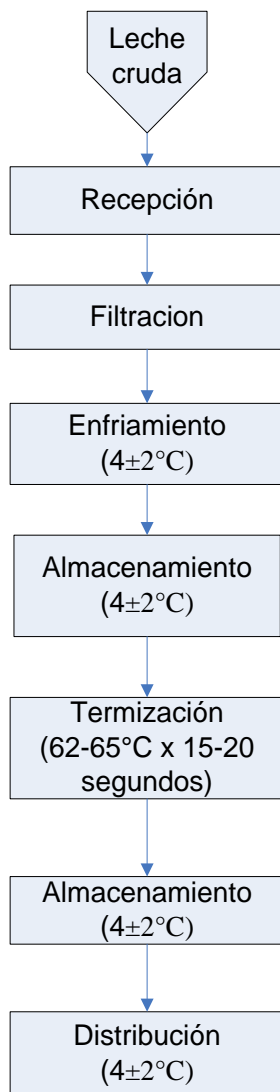 Leche
cruda
Recepción
Filtracion
Enfriamiento
(4±2°C)
Almacenamiento
(4±2°C)
Termización
(62-65°C x 15-20
segundos)
Almacenamiento
(4±2°C)
Distribución
(4±2°C)